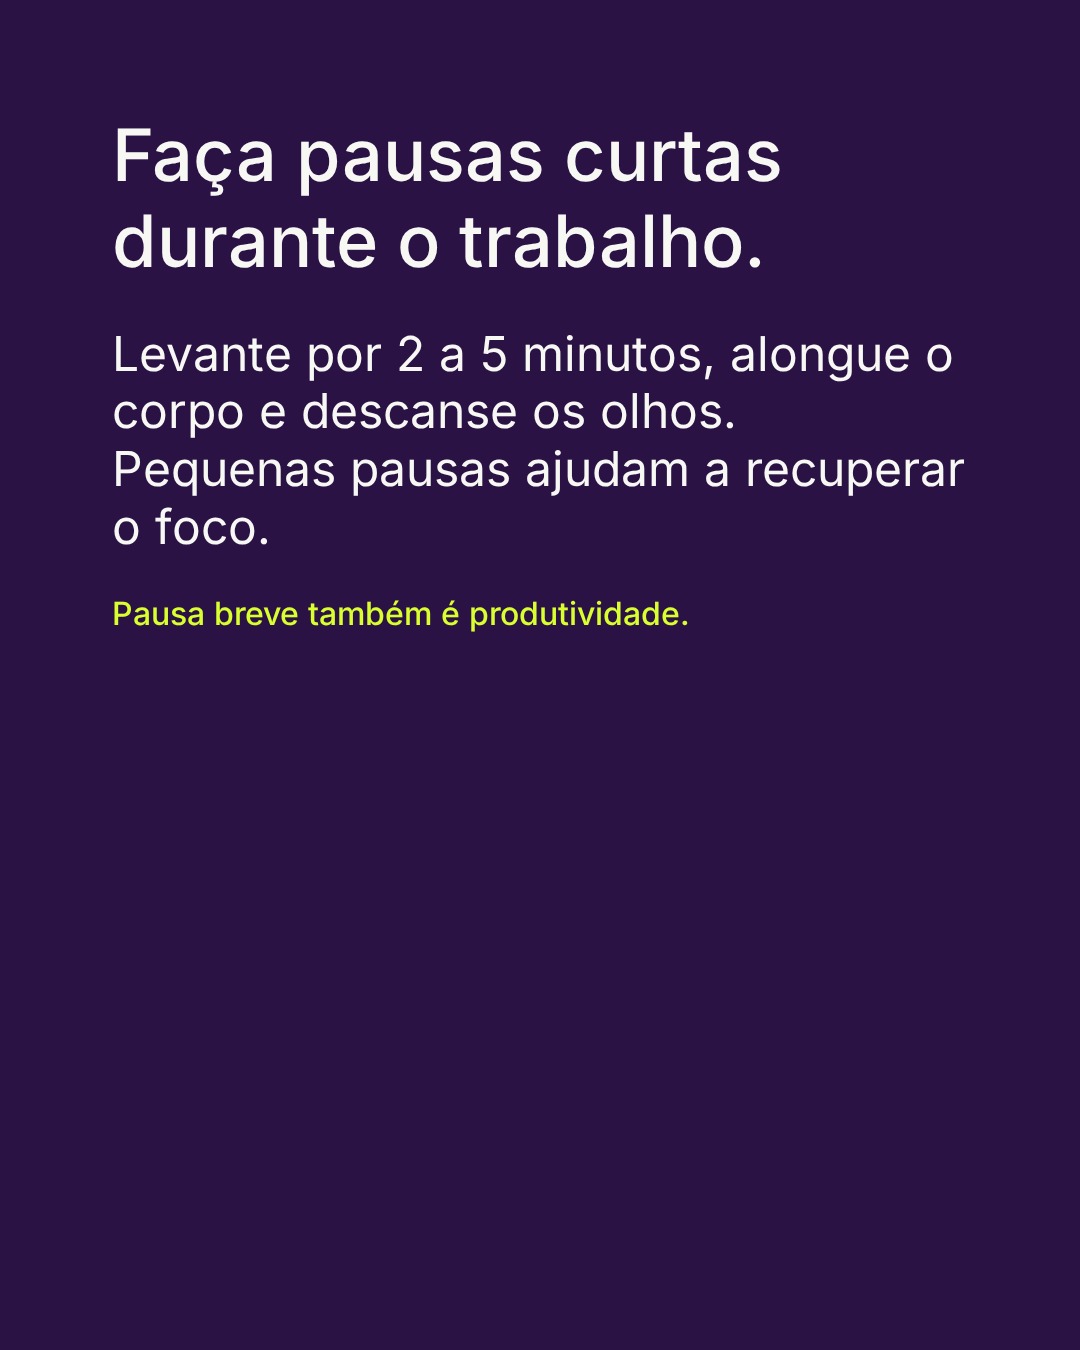 Faça pausas curtas
durante o trabalho.
Levante por 2 a 5 minutos, alongue o
corpo e descanse os olhos.
Pequenas pausas ajudam a recuperar
o foco.
Pausa breve também é produtividade.